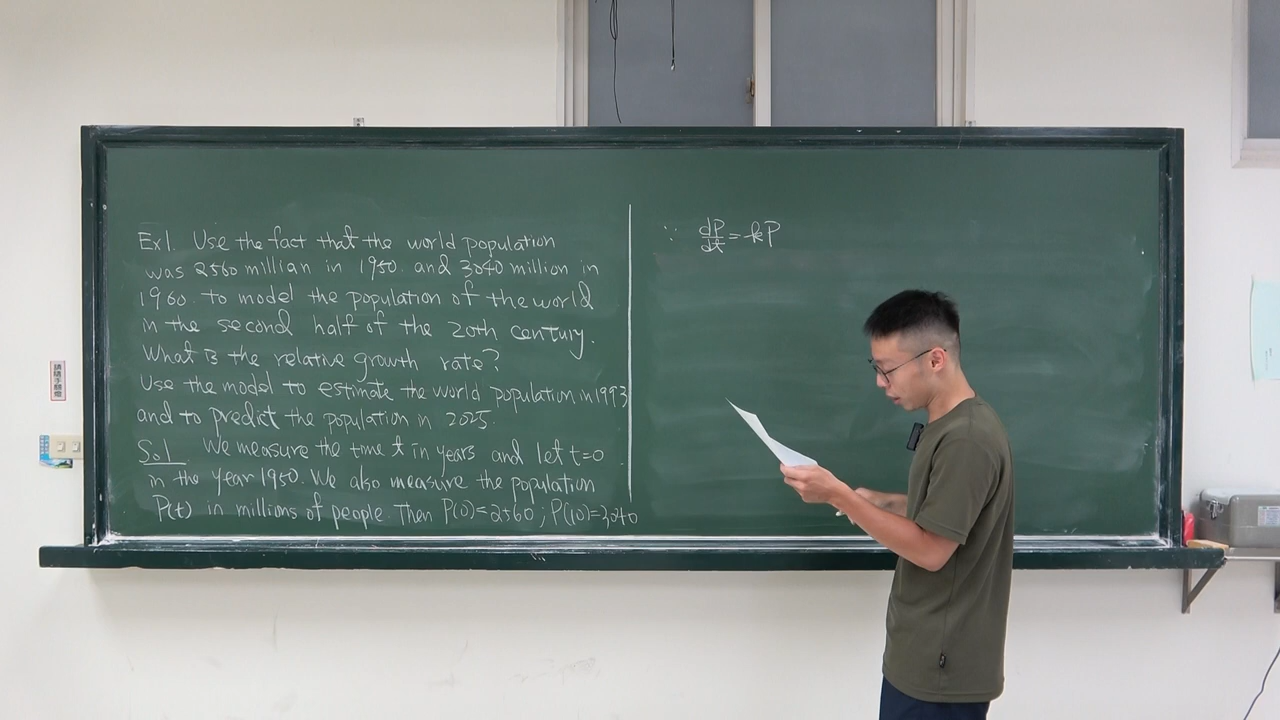 Ex1. Use the fact that the world population
was 2560 million in 1950. and 3040 million in
1960. to model the population of the world
in the second half of the 20th century.
What is the relative growth rate?
Use the model to estimate the world population in 1993
and to predict the population in 2025.
Sol We measure the time t in years and let t=0
in the year 1950. We also measure the population
P(t) in millions of people. Then P(0)=2560; P(10)=3040
∵ dP/dt = kP